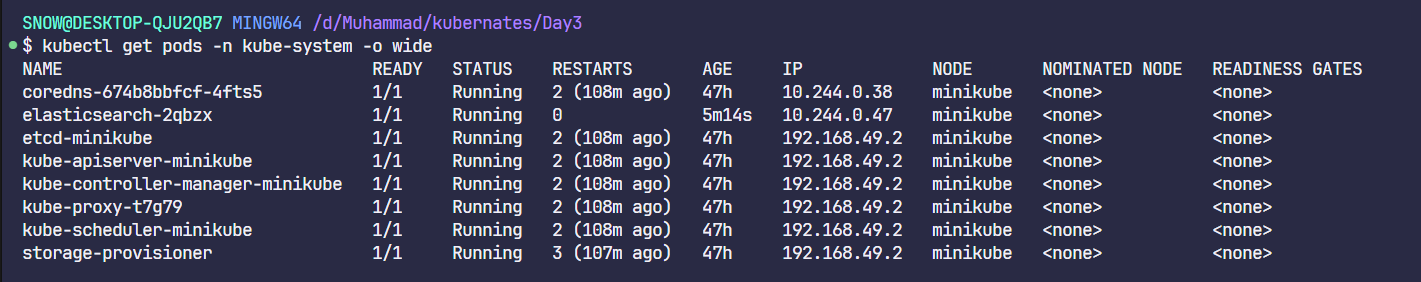 SNOW@DESKTOP-QJU2QB7 MINGW64 /d/Muhammad/kubernates/Day3
$ kubectl get pods -n kube-system -o wide
NAME READY STATUS RESTARTS AGE IP NODE NOMINATED NODE READINESS GATES
coredns-674b8bbfcf-4fts5 1/1 Running 2 (108m ago) 47h 10.244.0.38 minikube <none> <none>
elasticsearch-2qbzx 1/1 Running 0 5m14s 10.244.0.47 minikube <none> <none>
etcd-minikube 1/1 Running 2 (108m ago) 47h 192.168.49.2 minikube <none> <none>
kube-apiserver-minikube 1/1 Running 2 (108m ago) 47h 192.168.49.2 minikube <none> <none>
kube-controller-manager-minikube 1/1 Running 2 (108m ago) 47h 192.168.49.2 minikube <none> <none>
kube-proxy-t7g79 1/1 Running 2 (108m ago) 47h 192.168.49.2 minikube <none> <none>
kube-scheduler-minikube 1/1 Running 2 (108m ago) 47h 192.168.49.2 minikube <none> <none>
storage-provisioner 1/1 Running 3 (107m ago) 47h 192.168.49.2 minikube <none> <none>